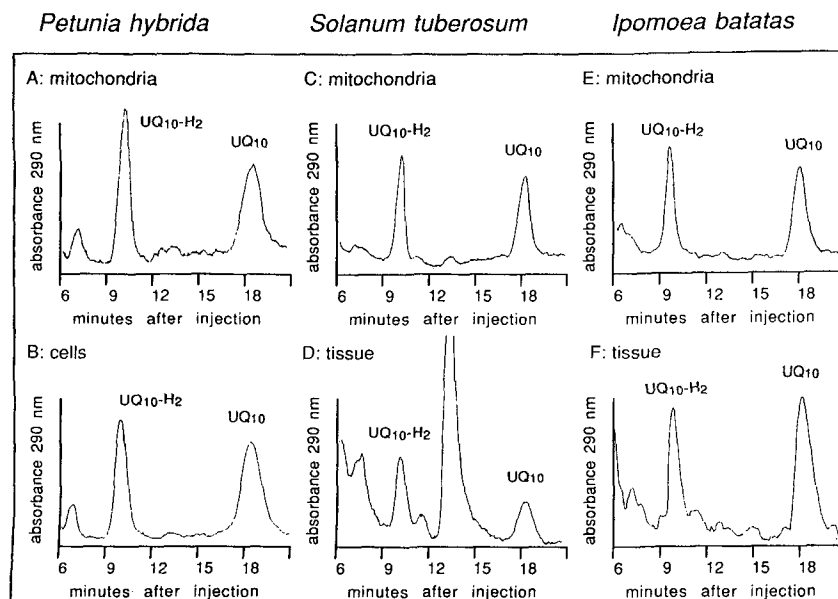 Petunia hybrida
Solanum tuberosum
Ipomoea batatas
A: mitochondria
absorbance 290 nm
UQ10-H2
UQ10
6 9 12 15 18
minutes after injection
C: mitochondria
absorbance 290 nm
UQ10-H2
UQ10
6 9 12 15 18
minutes after injection
E: mitochondria
absorbance 290 nm
UQ10-H2
UQ10
6 9 12 15 18
minutes after injection
B: cells
absorbance 290 nm
UQ10-H2
UQ10
6 9 12 15 18
minutes after injection
D: tissue
absorbance 290 nm
UQ10-H2
UQ10
6 9 12 15 18
minutes after injection
F: tissue
absorbance 290 nm
UQ10-H2
UQ10
6 9 12 15 18
minutes after injection